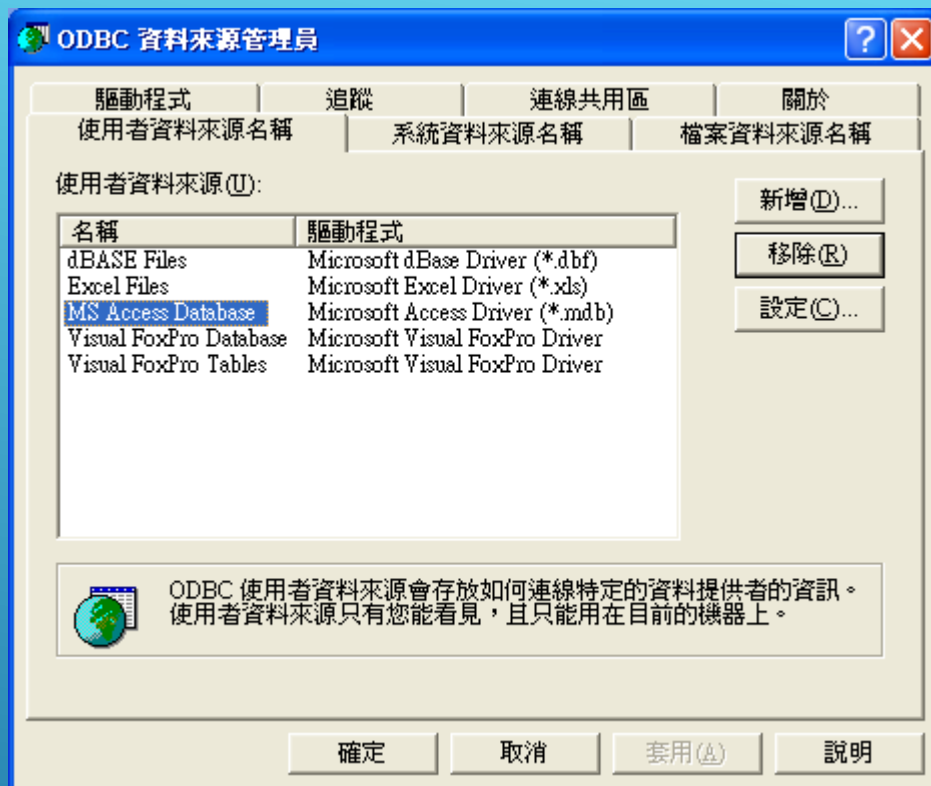 ODBC 資料來源管理員
驅動程式 追蹤 連線共用區 關於
使用者資料來源名稱 系統資料來源名稱 檔案資料來源名稱
使用者資料來源(U):
名稱 驅動程式
dBASE Files Microsoft dBase Driver (*.dbf)
Excel Files Microsoft Excel Driver (*.xls)
MS Access Database Microsoft Access Driver (*.mdb)
Visual FoxPro Database Microsoft Visual FoxPro Driver
Visual FoxPro Tables Microsoft Visual FoxPro Driver
新增(D)...
移除(R)
設定(C)...
ODBC 使用者資料來源會存放如何連線特定的資料提供者的資訊。
使用者資料來源只有您能看見，且只能用在目前的機器上。
確定 取消 套用(A) 說明